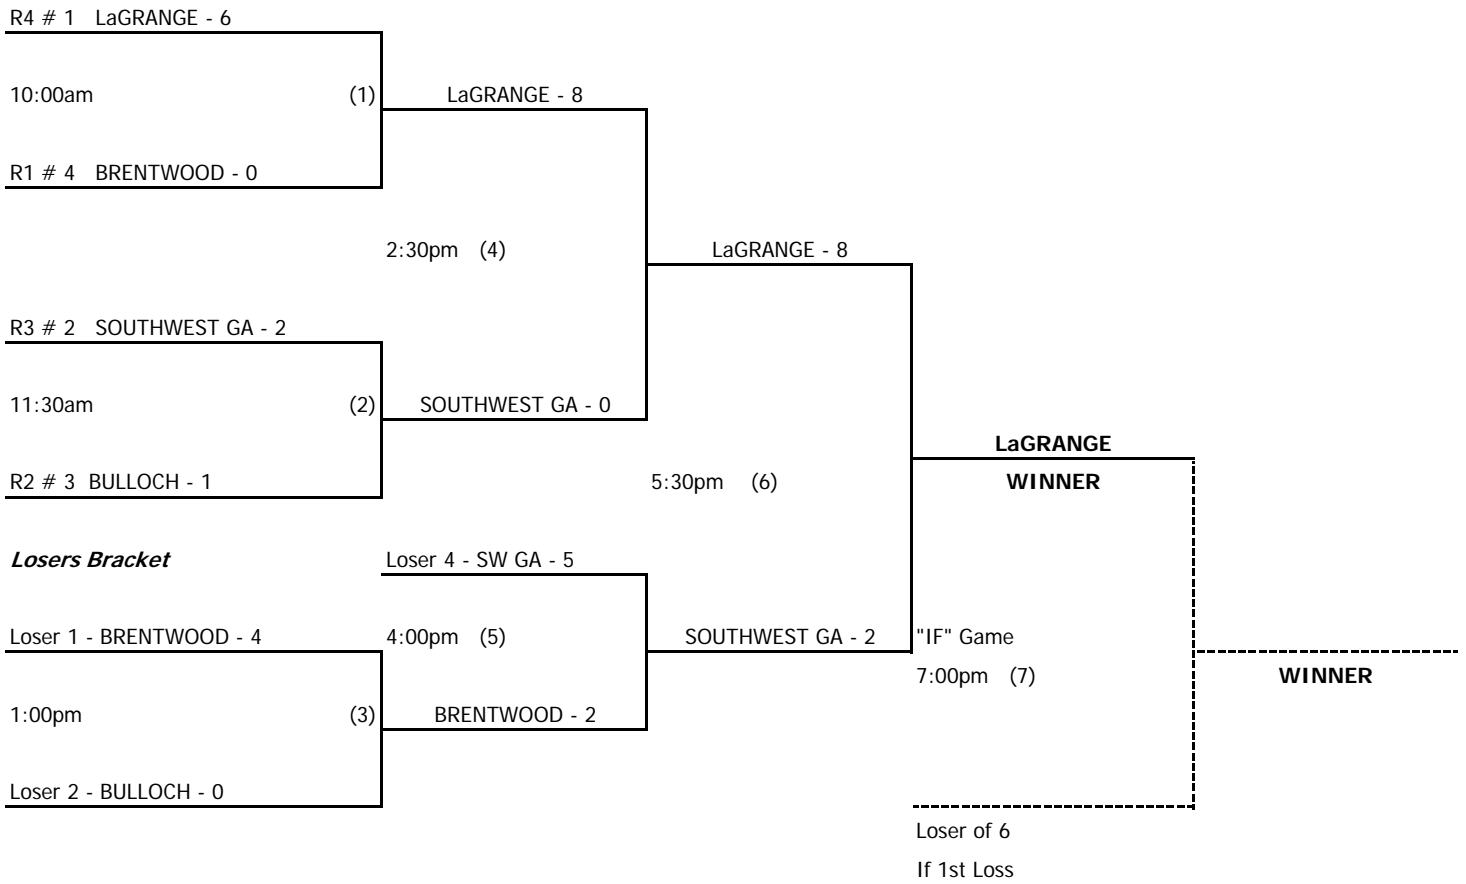 R4 # 1 LaGRANGE - 6
10:00am (1) LaGRANGE - 8
R1 # 4 BRENTWOOD - 0
2:30pm (4) LaGRANGE - 8
R3 # 2 SOUTHWEST GA - 2
11:30am (2) SOUTHWEST GA - 0
LaGRANGE
R2 # 3 BULLOCH - 1 5:30pm (6) WINNER
Losers Bracket Loser 4 - SW GA - 5
Loser 1 - BRENTWOOD - 4 4:00pm (5) SOUTHWEST GA - 2 "IF" Game
7:00pm (7) WINNER
1:00pm (3) BRENTWOOD - 2
Loser 2 - BULLOCH - 0
Loser of 6
If 1st Loss